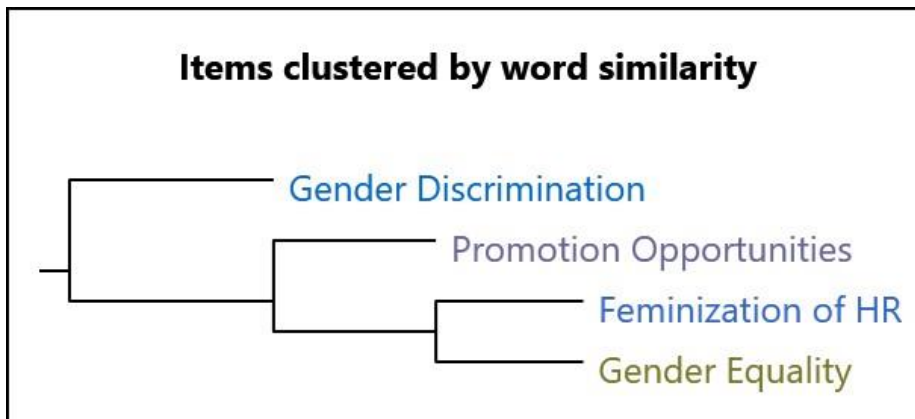 Items clustered by word similarity
Gender Discrimination
Promotion Opportunities
Feminization of HR
Gender Equality